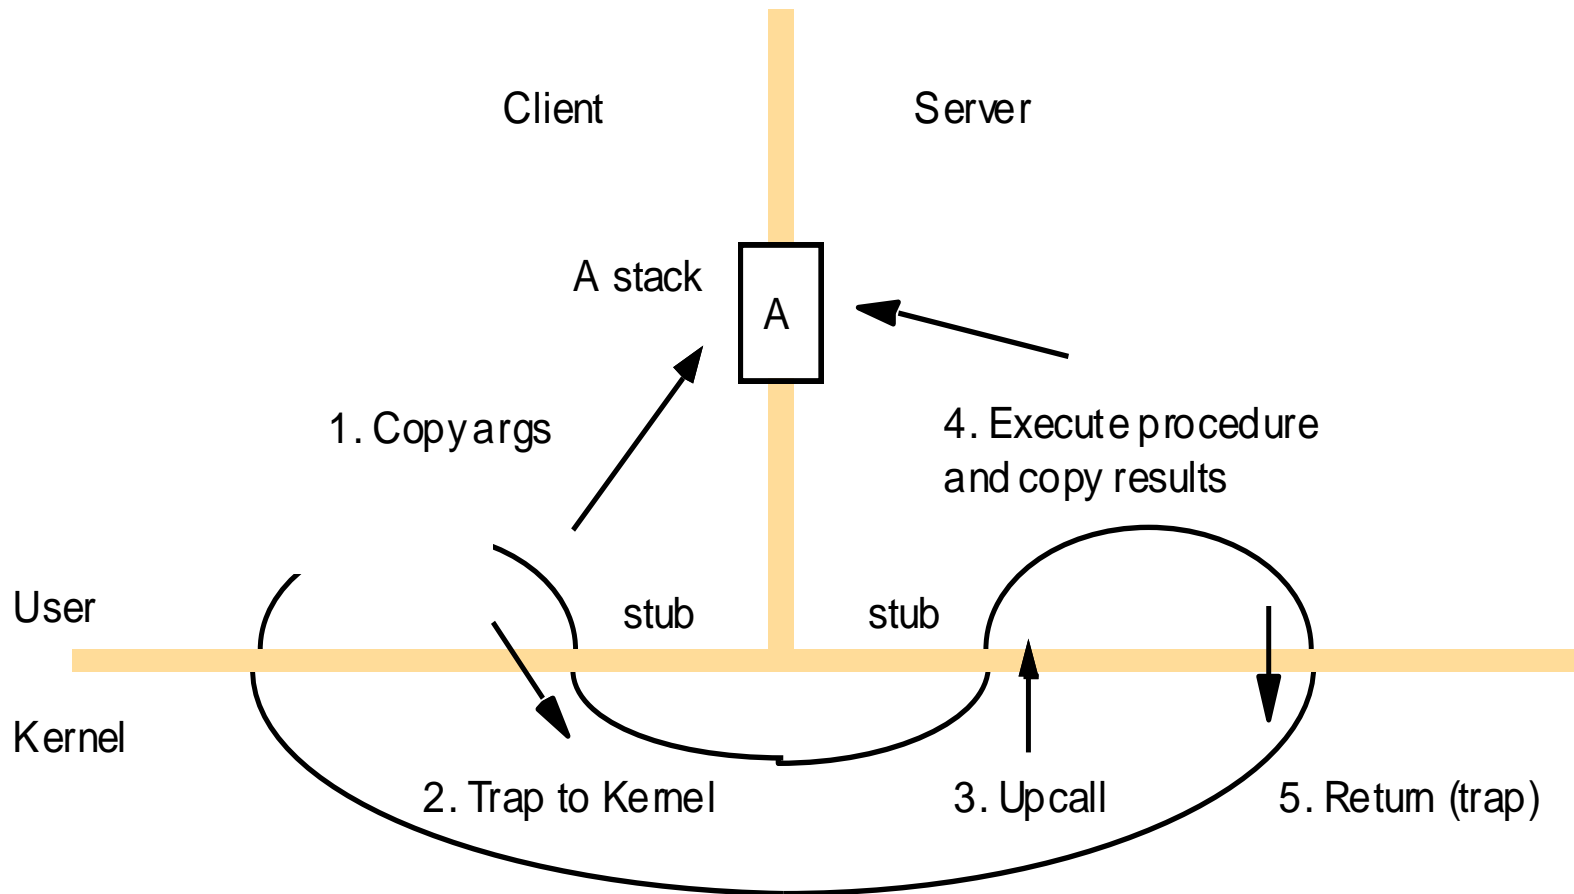 Client
Server
A stack
A
1. Copy args
4. Execute procedure
and copy results
User
stub
stub
Kernel
2. Trap to Kernel
3. Upcall
5. Return (trap)